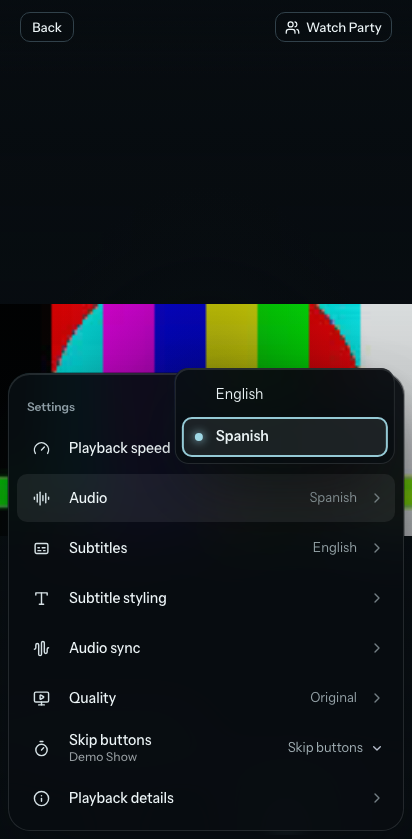 Back
Watch Party
English
Settings
Spanish
Playback speed
Audio
Spanish
Subtitles
English
Subtitle styling
Audio sync
Quality
Original
Skip buttons
Demo Show
Skip buttons
Playback details